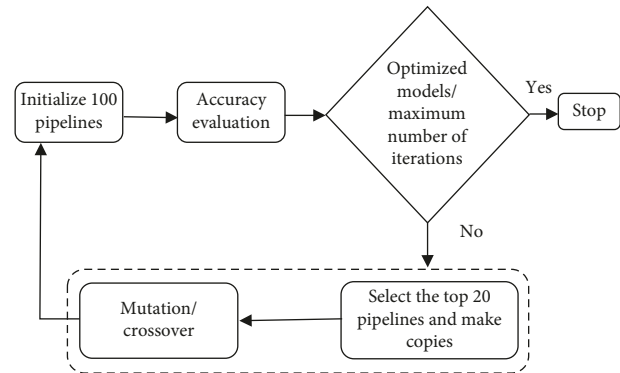 Initialize 100
pipelines
Accuracy
evaluation
Optimized
models/
maximum
number of
iterations
Yes
Stop
No
Select the top 20
pipelines and make
copies
Mutation/
crossover